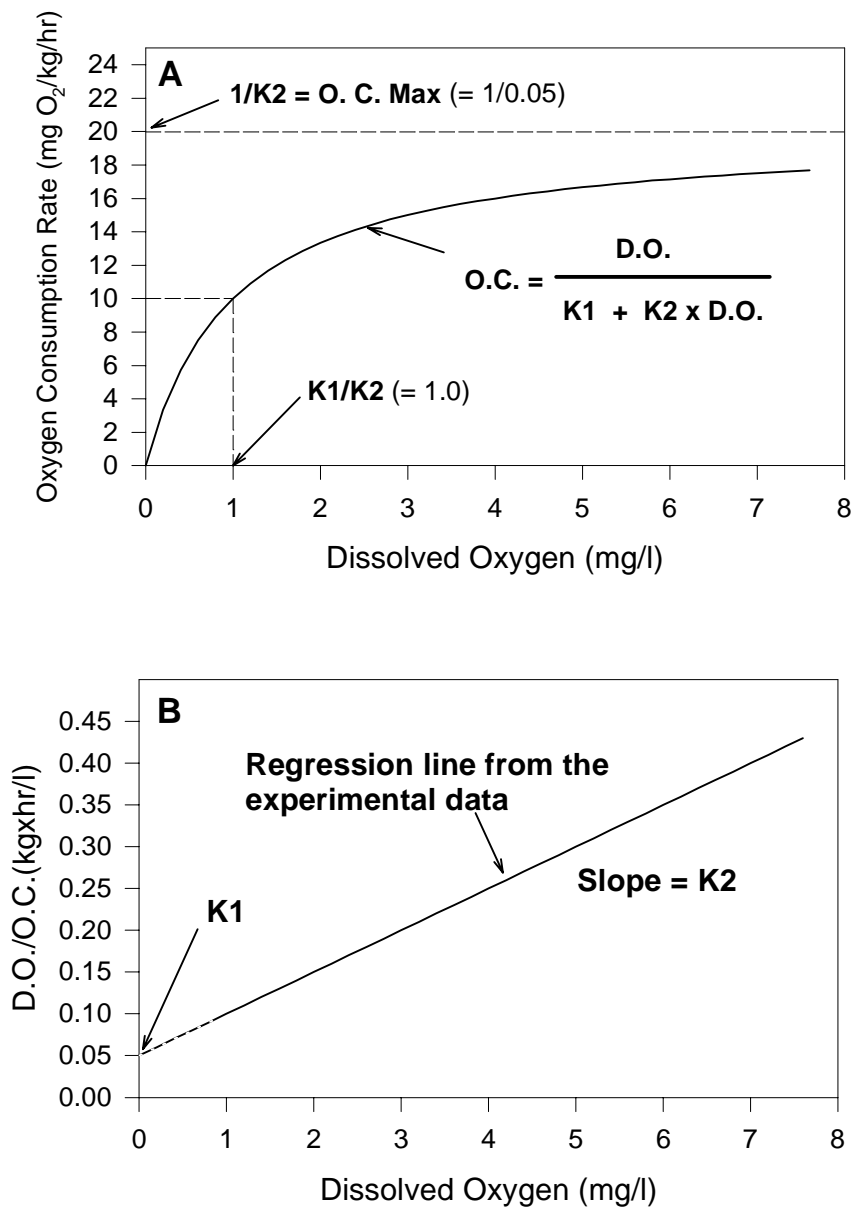 A
1/K2 = O. C. Max (= 1/0.05)
Oxygen Consumption Rate (mg O₂/kg/hr)
24
22
20
18
16
14
12
10
8
6
4
2
0
O.C. =
D.O.
K1 + K2 x D.O.
K1/K2 (= 1.0)
0 1 2 3 4 5 6 7 8
Dissolved Oxygen (mg/l)
B
D.O./O.C.(kgxhr/l)
0.45
0.40
0.35
0.30
0.25
0.20
0.15
0.10
0.05
0.00
Regression line from the
experimental data
Slope = K2
K1
0 1 2 3 4 5 6 7 8
Dissolved Oxygen (mg/l)